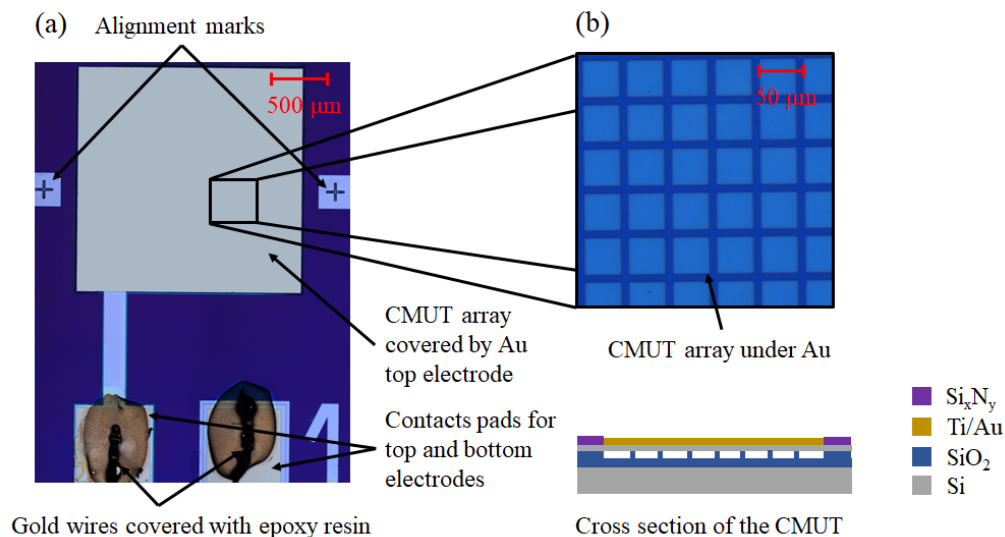 (a)
Alignment marks
500 μm
(b)
50 μm
CMUT array
covered by Au
top electrode
CMUT array under Au
Contacts pads for
top and bottom
electrodes
1
Gold wires covered with epoxy resin
Cross section of the CMUT
SixNy
Ti/Au
SiO2
Si